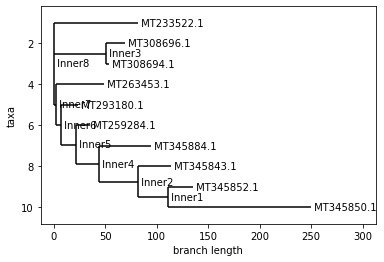 MT233522.1
2
MT308696.1
Inner3
Inner8
MT308694.1
4
MT263453.1
Inner7
MT293180.1
taxa
6
Inner6
MT259284.1
Inner5
MT345884.1
8
Inner4
MT345843.1
Inner2
MT345852.1
Inner1
10
MT345850.1
0
50
100
150
200
250
300
branch length